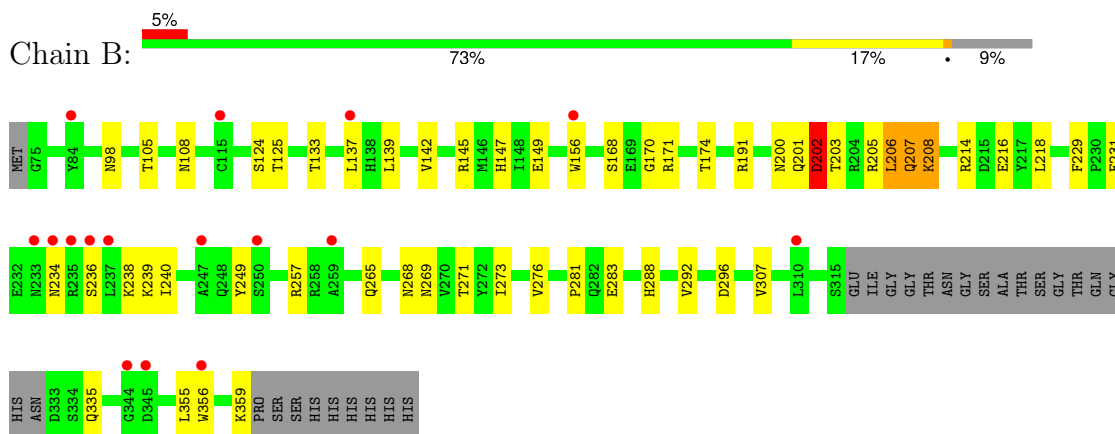 5%
Chain B:
73% 17% • 9%
MET G75 Y84 N98 T105 N108 C115 S124 T125 T133 L137 H138 L139 V142 R145 M146 H147 I148 E149 W156 S168 E169 G170 R171 T174 R191 N200 Q201 D202 T203 R204 R205 L206 Q207 K208 R214 D215 E216 Y217 L218 F229 P230
E232 N233 N234 R235 S236 L237 K238 K239 I240 A247 Q248 Y249 S250 R257 R258 A259 Q265 N268 N269 V270 T271 Y272 I273 V276 P281 Q282 E283 H288 V292 D296 V307 L310 S315 GLU ILE GLY GLY THR ASN GLY SER ALA THR SER GLY THR GLN
HIS ASN D333 S334 Q335 G344 D345 L355 W356 K359 PRO SER SER HIS HIS HIS HIS HIS HIS